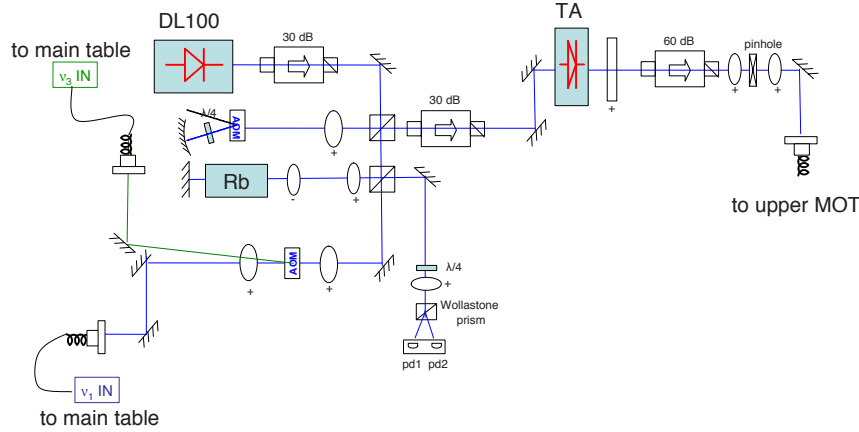 DL100
TA
to main table
30 dB
60 dB
pinhole
ν3 IN
λ/4
AOM
30 dB
+
+
+
+
+
Rb
-
+
to upper MOT
AOM
+
+
λ/4
+
Wollastone
prism
pd1 pd2
ν1 IN
to main table